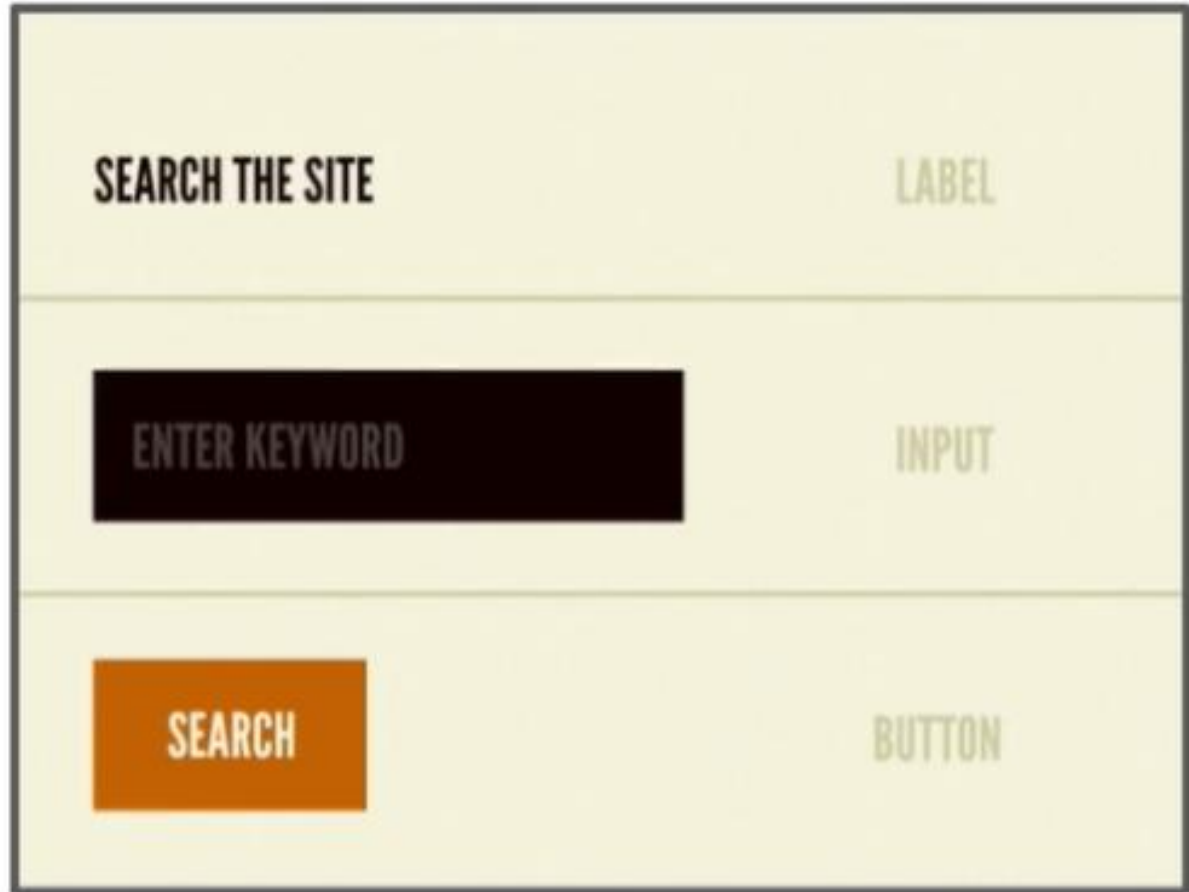 SEARCH THE SITE
LABEL
ENTER KEYWORD
INPUT
SEARCH
BUTTON